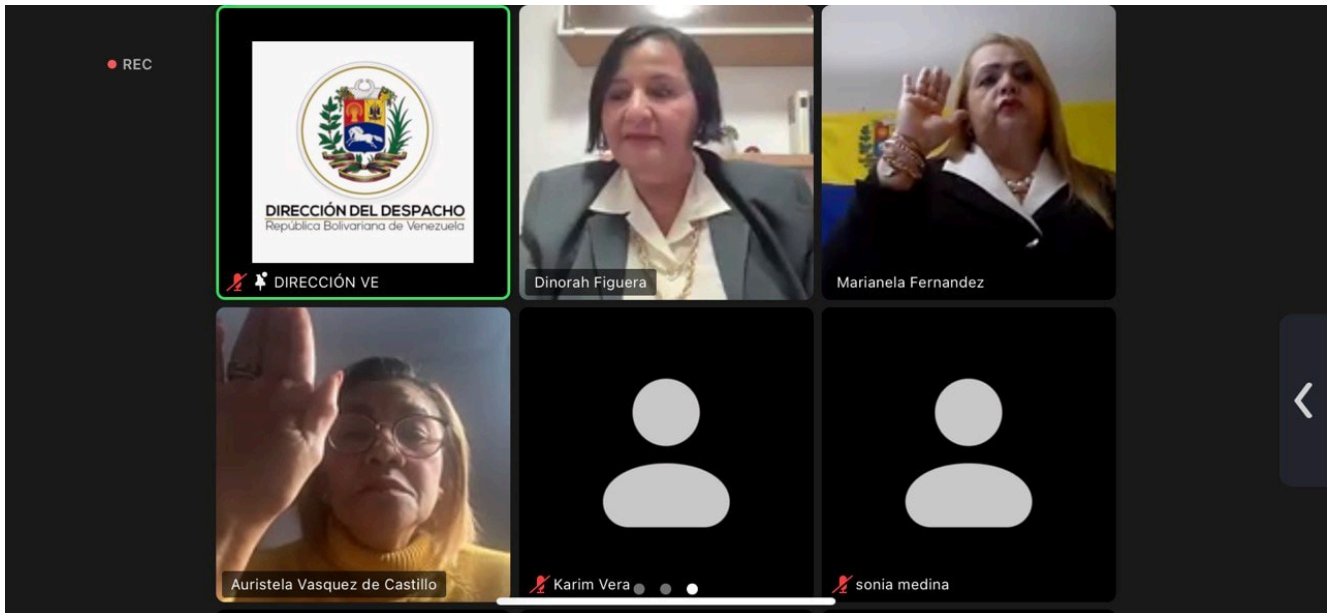 REC
DIRECCIÓN DEL DESPACHO
República Bolivariana de Venezuela
DIRECCIÓN VE
Dinorah Figuera
Marianela Fernandez
Auristela Vasquez de Castillo
Karim Vera
sonia medina